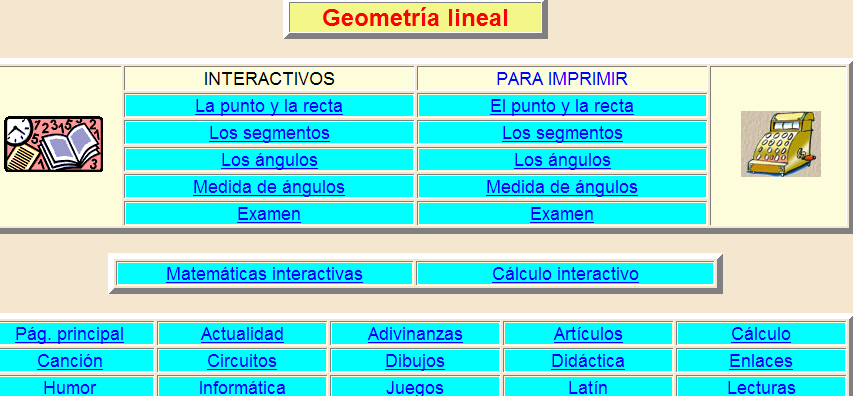 Geometría lineal
INTERACTIVOS PARA IMPRIMIR
La punto y la recta El punto y la recta
Los segmentos Los segmentos
Los ángulos Los ángulos
Medida de ángulos Medida de ángulos
Examen Examen
Matemáticas interactivas Cálculo interactivo
Pág. principal Actualidad Adivinanzas Artículos Cálculo
Canción Circuitos Dibujos Didáctica Enlaces
Humor Informática Juegos Latín Lecturas